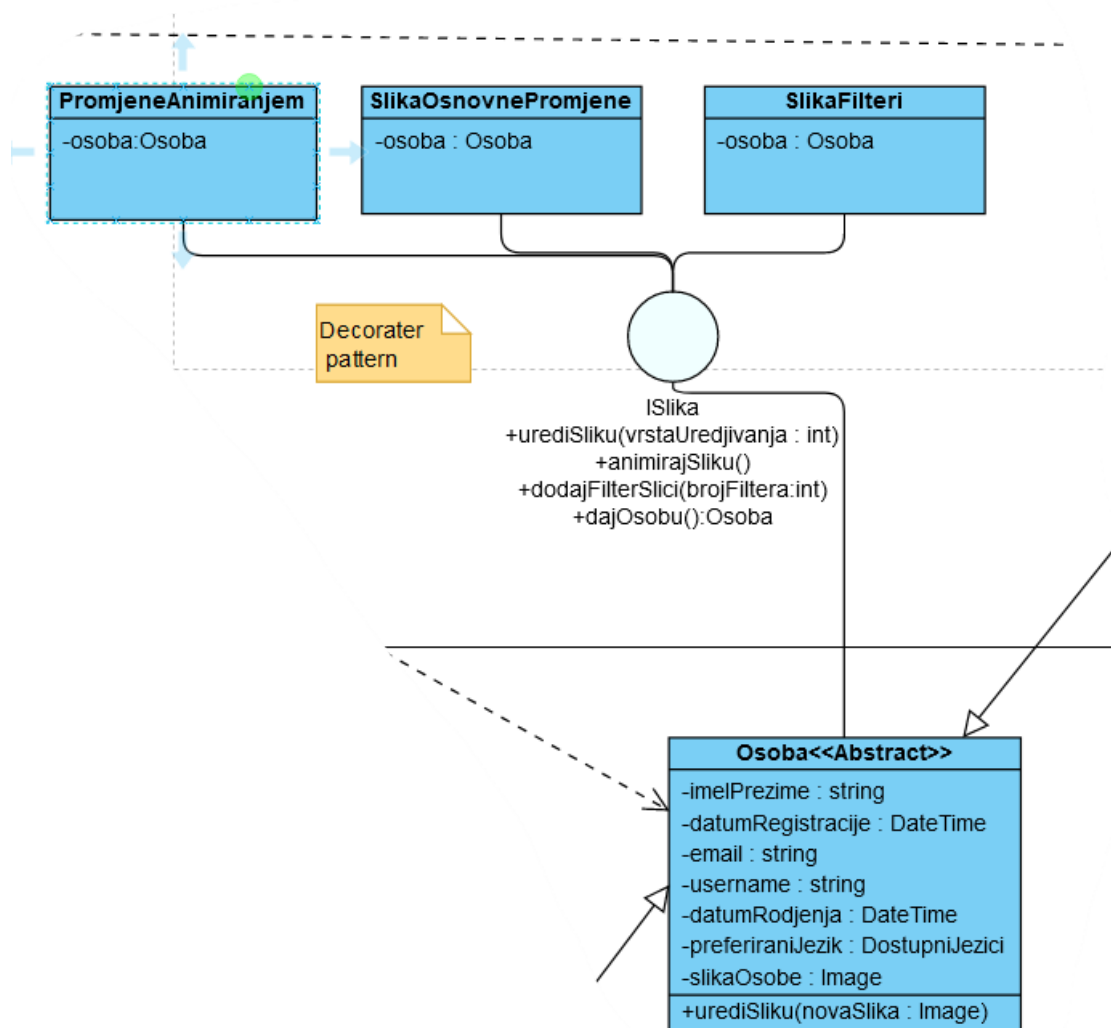 PromjeneAnimiranjem
-osoba:Osoba
SlikaOsnovnePromjene
-osoba : Osoba
SlikaFilteri
-osoba : Osoba
Decorater
pattern
ISlika
+urediSliku(vrstaUredjivanja : int)
+animirajSliku()
+dodajFilterSlici(brojFiltera:int)
+dajOsobu():Osoba
Osoba<<Abstract>>
-imeIPrezime : string
-datumRegistracije : DateTime
-email : string
-username : string
-datumRodjenja : DateTime
-preferiraniJezik : DostupniJezici
-slikaOsobe : Image
+urediSliku(novaSlika : Image)